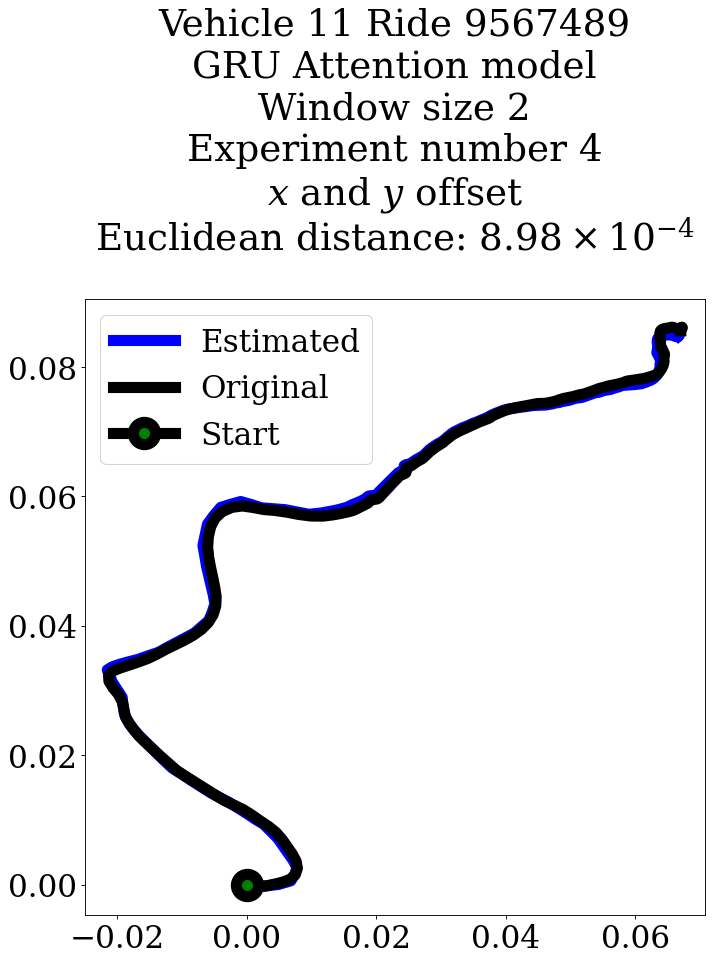 Vehicle 11 Ride 9567489
GRU Attention model
Window size 2
Experiment number 4
x and y offset
Euclidean distance: 8.98 × 10⁻⁴
Estimated
Original
Start
0.08
0.06
0.04
0.02
0.00
−0.02 0.00 0.02 0.04 0.06